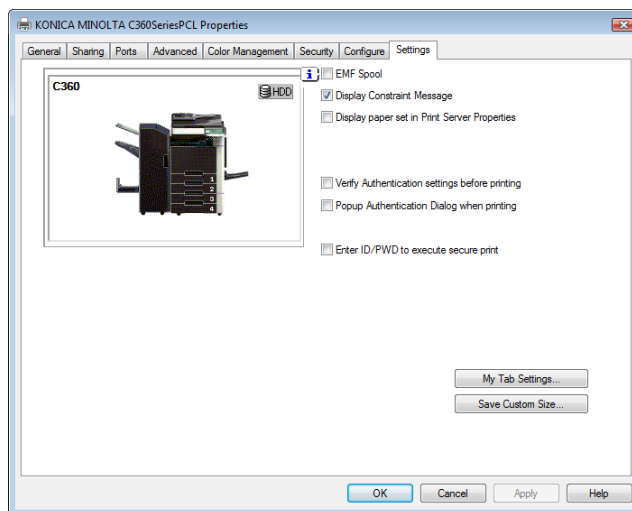 KONICA MINOLTA C360SeriesPCL Properties
General Sharing Ports Advanced Color Management Security Configure Settings
C360
HDD
1
2
3
4
EMF Spool
Display Constraint Message
Display paper set in Print Server Properties
Verify Authentication settings before printing
Popup Authentication Dialog when printing
Enter ID/PWD to execute secure print
My Tab Settings...
Save Custom Size...
OK Cancel Apply Help